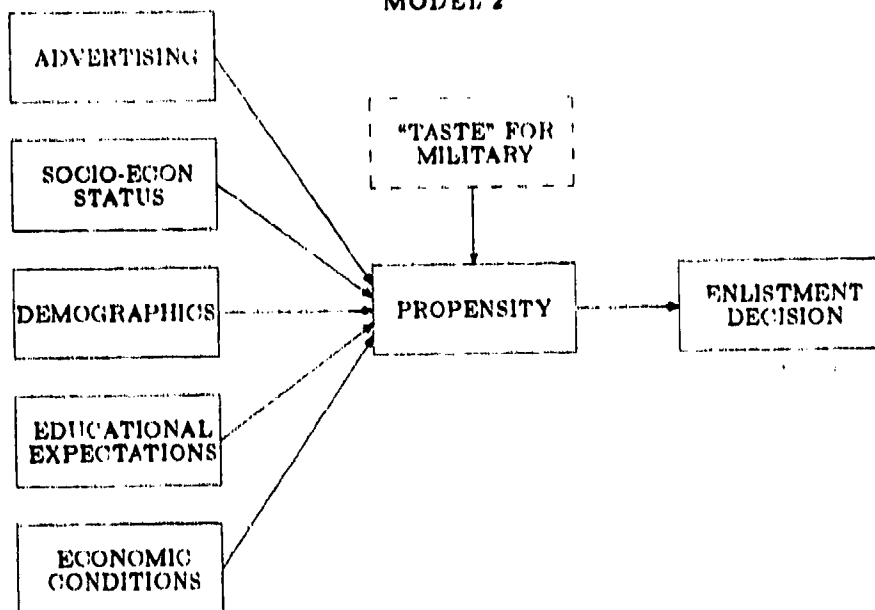 MODEL 2
ADVERTISING
"TASTE" FOR
MILITARY
SOCIO-ECON
STATUS
DEMOGRAPHICS
PROPENSITY
ENLISTMENT
DECISION
EDUCATIONAL
EXPECTATIONS
ECONOMIC
CONDITIONS